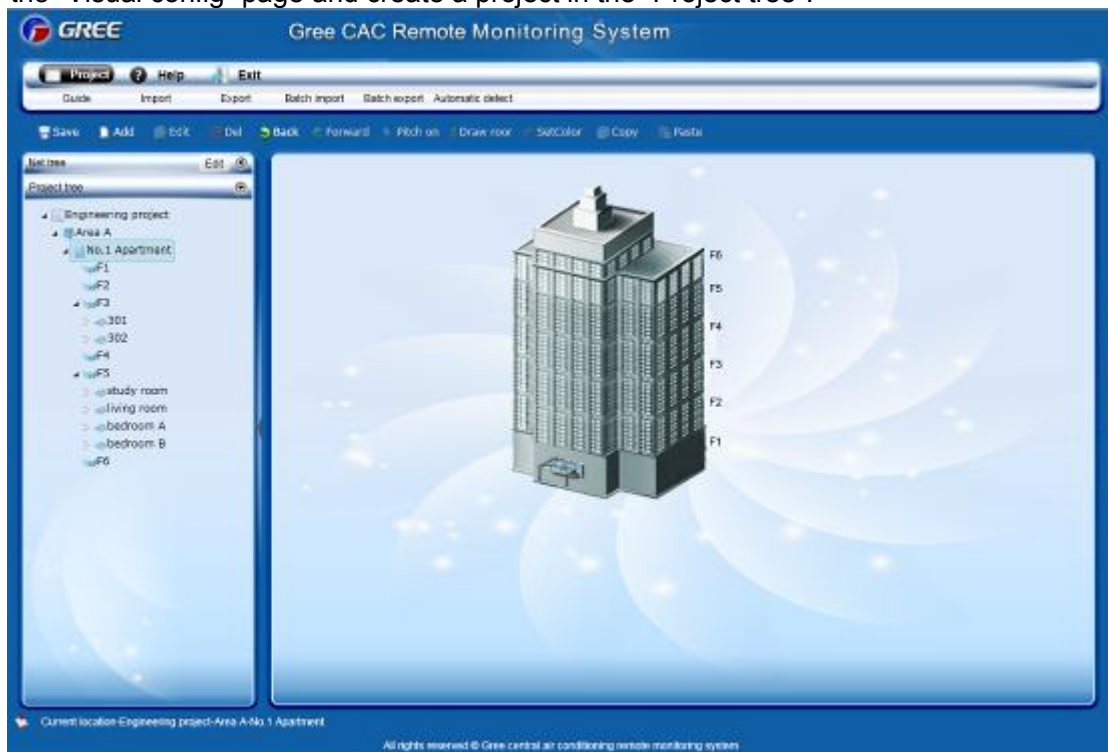 the "Visual config" page and create a project in the "Project tree".
GREE Gree CAC Remote Monitoring System
Project Help Exit
Guide Import Export Batch import Batch export Automatic detect
Save Add Edit Del Back Forward Pitch on Draw roor SetColor Copy Paste
Net tree Edit
Project tree
Engineering project
Area A
No.1 Apartment
F1
F2
F3
301
302
F4
F5
study room
living room
bedroom A
bedroom B
F6
F6
F5
F4
F3
F2
F1
Current location-Engineering project-Area A-No.1 Apartment
All rights reserved © Gree central air conditioning remote monitoring system